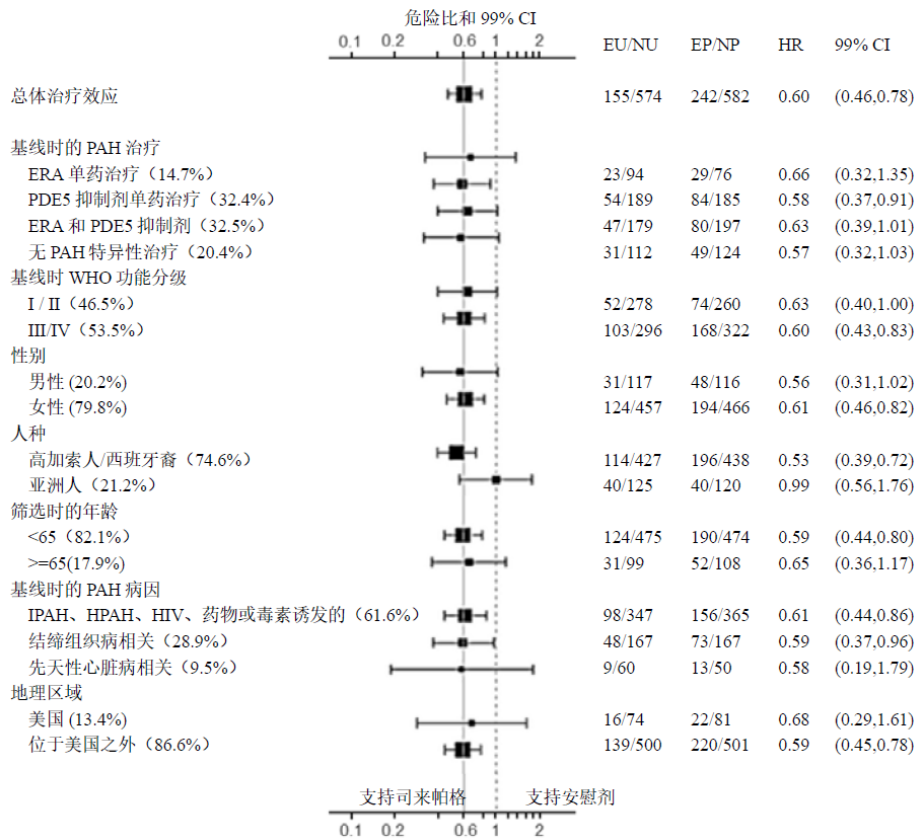 危险比和 99% CI
0.1 0.2 0.6 1 2 EU/NU EP/NP HR 99% CI
总体治疗效应 155/574 242/582 0.60 (0.46,0.78)
基线时的 PAH 治疗
ERA 单药治疗(14.7%) 23/94 29/76 0.66 (0.32,1.35)
PDE5 抑制剂单药治疗(32.4%) 54/189 84/185 0.58 (0.37,0.91)
ERA 和 PDE5 抑制剂(32.5%) 47/179 80/197 0.63 (0.39,1.01)
无 PAH 特异性治疗(20.4%) 31/112 49/124 0.57 (0.32,1.03)
基线时 WHO 功能分级
I / II(46.5%) 52/278 74/260 0.63 (0.40,1.00)
III/IV(53.5%) 103/296 168/322 0.60 (0.43,0.83)
性别
男性 (20.2%) 31/117 48/116 0.56 (0.31,1.02)
女性 (79.8%) 124/457 194/466 0.61 (0.46,0.82)
人种
高加索人/西班牙裔(74.6%) 114/427 196/438 0.53 (0.39,0.72)
亚洲人(21.2%) 40/125 40/120 0.99 (0.56,1.76)
筛选时的年龄
<65(82.1%) 124/475 190/474 0.59 (0.44,0.80)
>=65(17.9%) 31/99 52/108 0.65 (0.36,1.17)
基线时的 PAH 病因
IPAH、HPAH、HIV、药物或毒素诱发的(61.6%) 98/347 156/365 0.61 (0.44,0.86)
结缔组织病相关(28.9%) 48/167 73/167 0.59 (0.37,0.96)
先天性心脏病相关(9.5%) 9/60 13/50 0.58 (0.19,1.79)
地理区域
美国 (13.4%) 16/74 22/81 0.68 (0.29,1.61)
位于美国之外(86.6%) 139/500 220/501 0.59 (0.45,0.78)
支持司来帕格 支持安慰剂
0.1 0.2 0.6 1 2